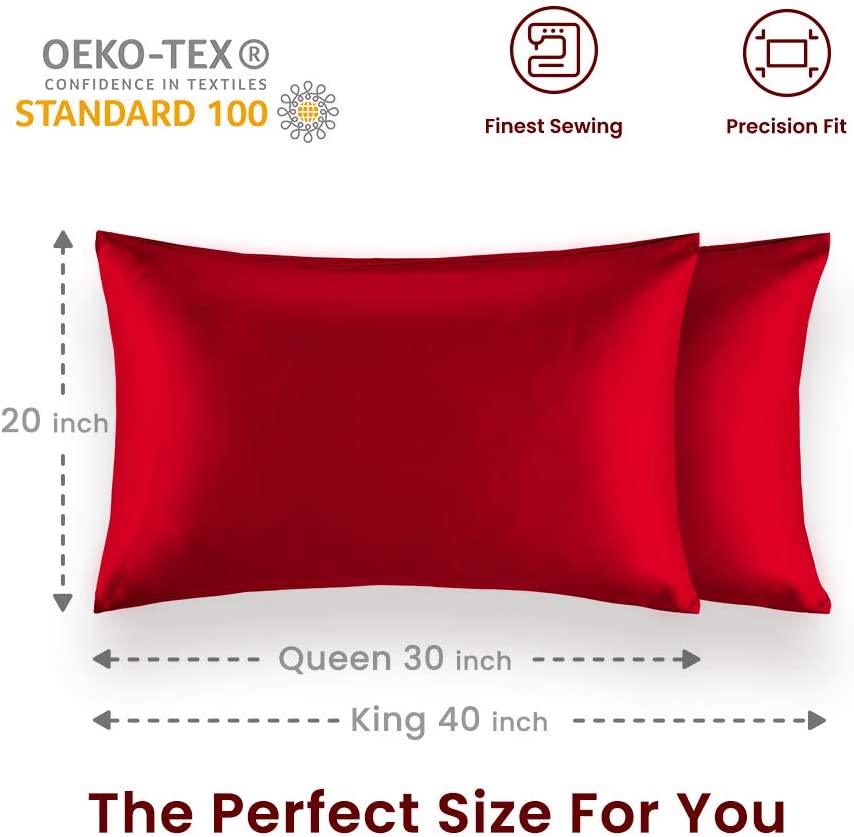 OEKO-TEX®
CONFIDENCE IN TEXTILES
STANDARD 100
Finest Sewing
Precision Fit
20 inch
Queen 30 inch
King 40 inch
The Perfect Size For You